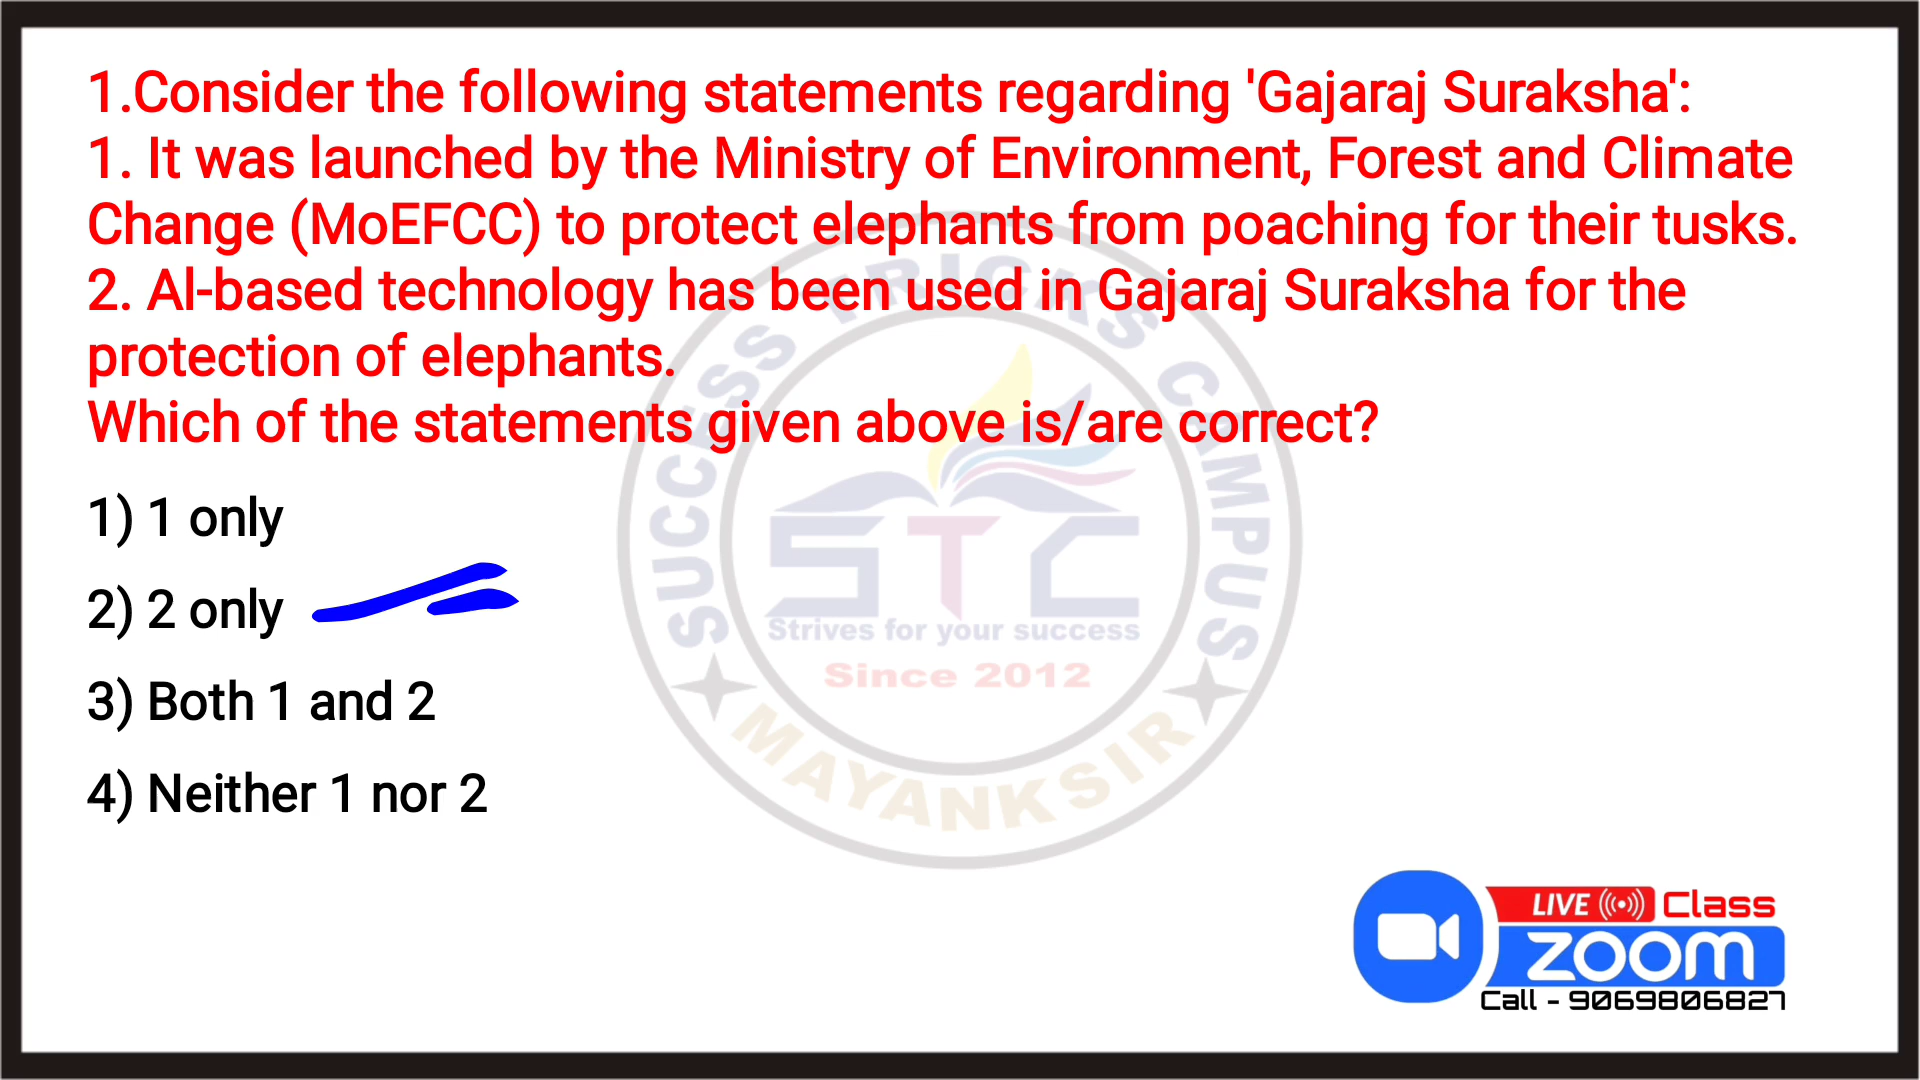 1.Consider the following statements regarding 'Gajaraj Suraksha':
1. It was launched by the Ministry of Environment, Forest and Climate
Change (MoEFCC) to protect elephants from poaching for their tusks.
2. Al-based technology has been used in Gajaraj Suraksha for the
protection of elephants.
Which of the statements given above is/are correct?
1) 1 only
2) 2 only
3) Both 1 and 2
4) Neither 1 nor 2
SUCCESS TRICKS CAMPUS
STC
Strives for your success
Since 2012
MAYANK SIR
LIVE Class
zoom
Call - 9069806827